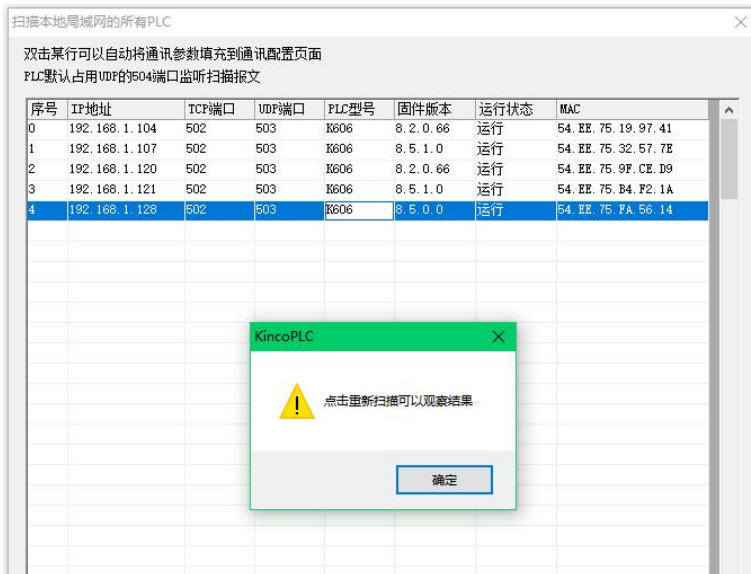 扫描本地局域网的所有PLC
双击某行可以自动将通讯参数填充到通讯配置页面
PLC默认占用UDP的504端口监听扫描报文
序号 IP地址 TCP端口 UDP端口 PLC型号 固件版本 运行状态 MAC
0 192.168.1.104 502 503 K606 8.2.0.66 运行 54.EE.75.19.97.41
1 192.168.1.107 502 503 K606 8.5.1.0 运行 54.EE.75.32.57.7E
2 192.168.1.120 502 503 K606 8.2.0.66 运行 54.EE.75.9F.CE.D9
3 192.168.1.121 502 503 K606 8.5.1.0 运行 54.EE.75.B4.F2.1A
4 192.168.1.128 502 503 K606 8.5.0.0 运行 54.EE.75.FA.56.14
KincoPLC
点击重新扫描可以观察结果
确定